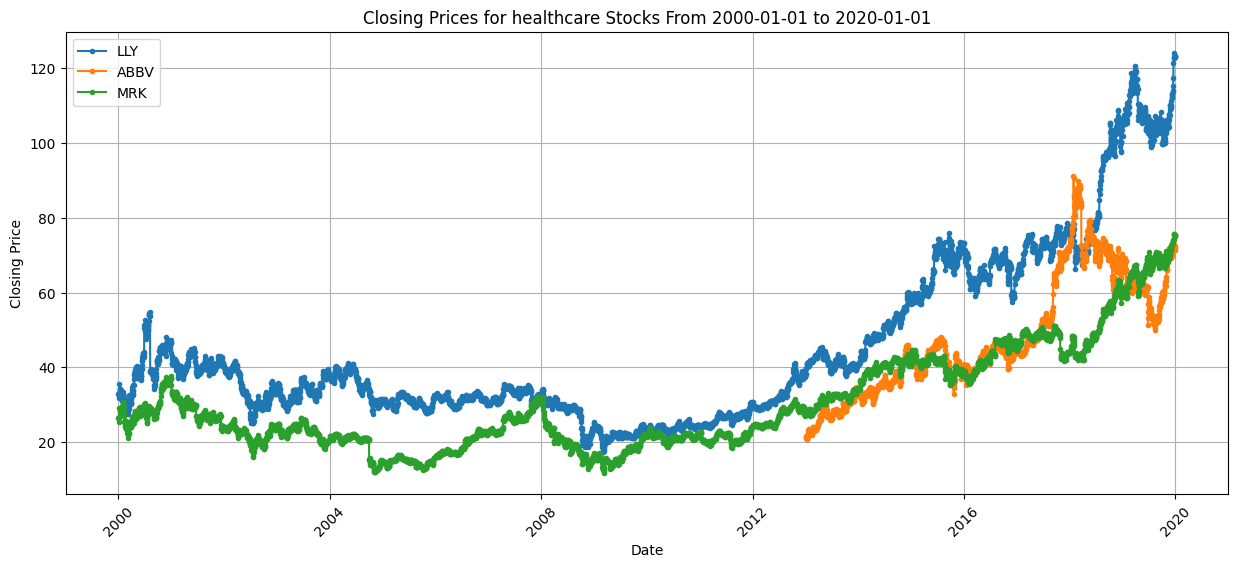 Closing Prices for healthcare Stocks From 2000-01-01 to 2020-01-01
LLY
ABBV
MRK
Closing Price
120
100
80
60
40
20
2000
2004
2008
2012
2016
2020
Date